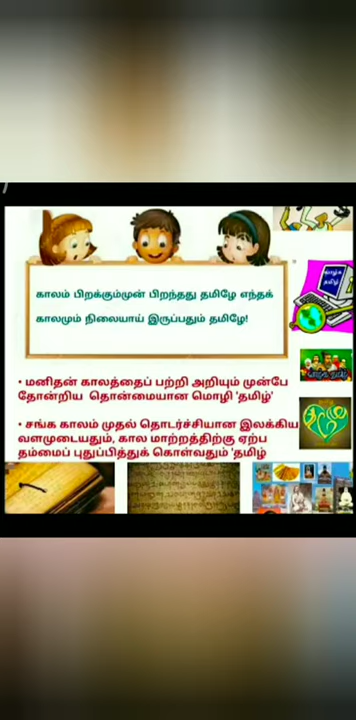 காலம் பிறக்கும்முன் பிறந்தது தமிழே எந்தக்
காலமும் நிலையாய் இருப்பதும் தமிழே!
• மனிதன் காலத்தைப் பற்றி அறியும் முன்பே
தோன்றிய தொன்மையான மொழி 'தமிழ்'
• சங்க காலம் முதல் தொடர்ச்சியான இலக்கிய
வளமுடையதும், கால மாற்றத்திற்கு ஏற்ப
தம்மைப் புதுப்பித்துக் கொள்வதும் 'தமிழ்
வாழ்க
தமிழ்